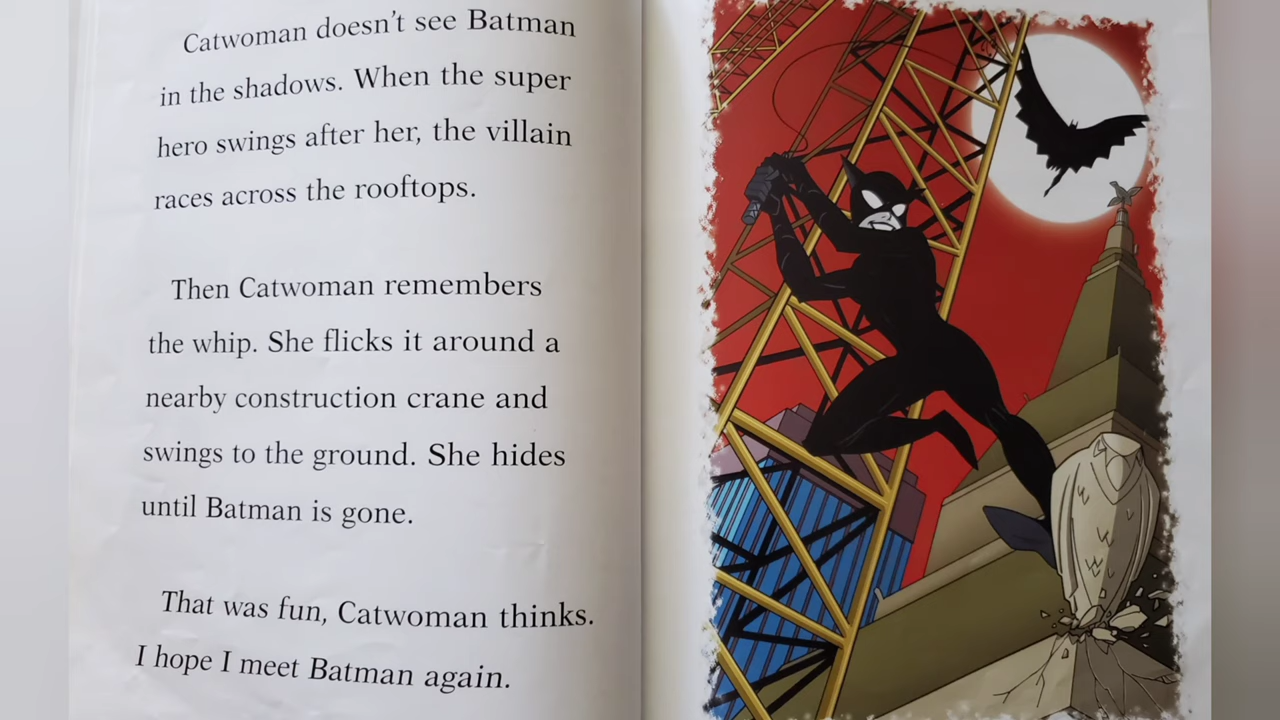 Catwoman doesn't see Batman
in the shadows. When the super
hero swings after her, the villain
races across the rooftops.
Then Catwoman remembers
the whip. She flicks it around a
nearby construction crane and
swings to the ground. She hides
until Batman is gone.
That was fun, Catwoman thinks.
I hope I meet Batman again.